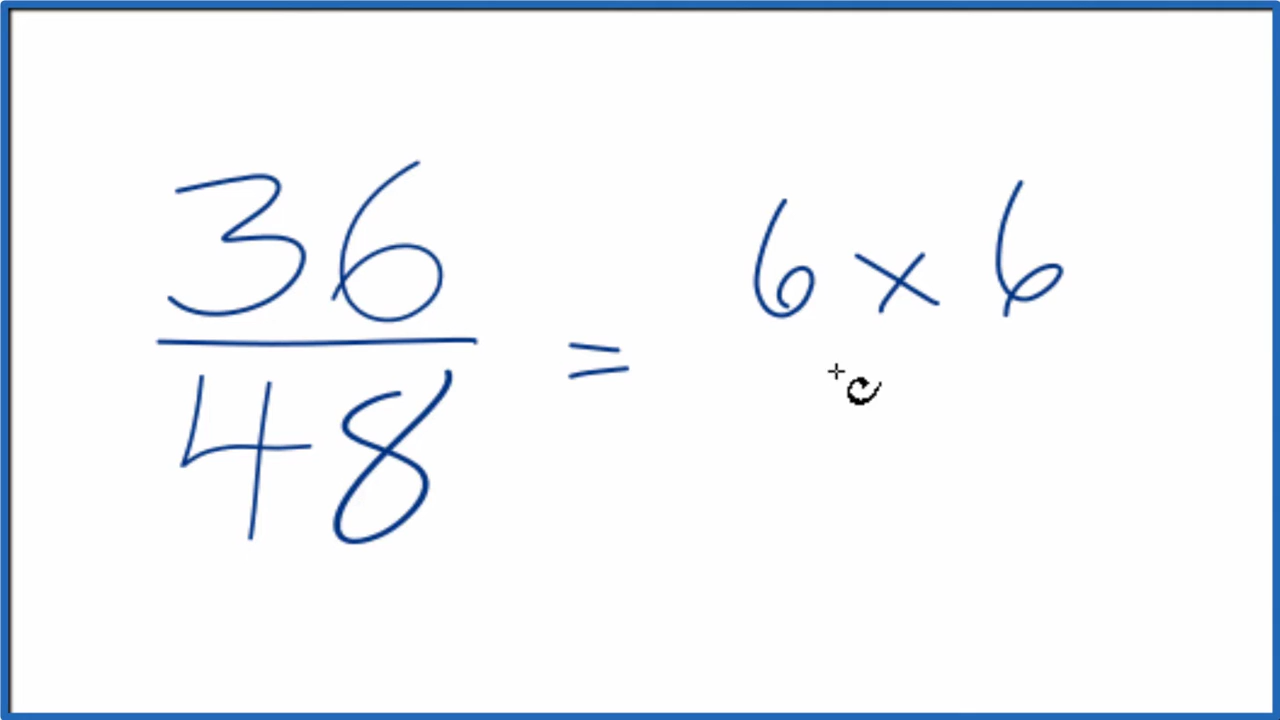 36
48
= 6 × 6